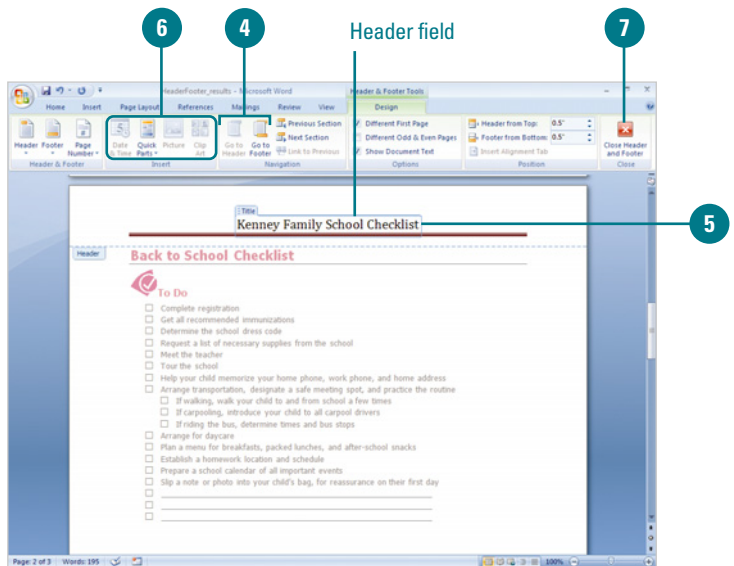 6
4
Header field
7
HeaderFooter_results - Microsoft Word
Header & Footer Tools
Home Insert Page Layout References Mailings Review View Design
Header Footer Page Number
Header & Footer
Date & Time Quick Parts Picture Clip Art
Insert
Go to Header Go to Footer
Previous Section
Next Section
Link to Previous
Navigation
Different First Page
Different Odd & Even Pages
Show Document Text
Options
Header from Top: 0.5"
Footer from Bottom: 0.5"
Insert Alignment Tab
Position
Close Header and Footer
Close
Title
Kenney Family School Checklist
5
Header
Back to School Checklist
To Do
Complete registration
Get all recommended immunizations
Determine the school dress code
Request a list of necessary supplies from the school
Meet the teacher
Tour the school
Help your child memorize your home phone, work phone, and home address
Arrange transportation, designate a safe meeting spot, and practice the routine
If walking, walk your child to and from school a few times
If carpooling, introduce your child to all carpool drivers
If riding the bus, determine times and bus stops
Arrange for daycare
Plan a menu for breakfasts, packed lunches, and after-school snacks
Establish a homework location and schedule
Prepare a school calendar of all important events
Slip a note or photo into your child's bag, for reassurance on their first day
Page: 2 of 3 Words: 195 100%